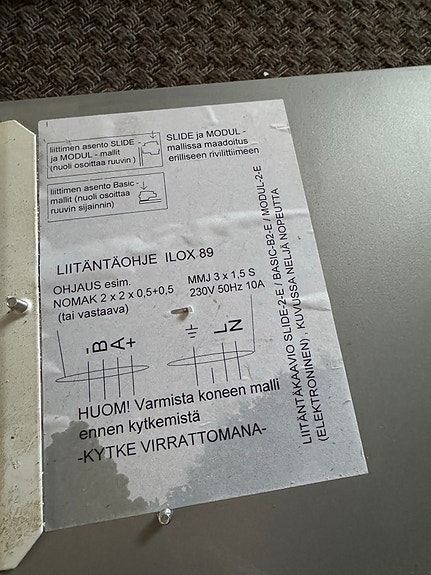 liittimen asento SLIDE -
ja MODUL - mallit
(nuoli osoittaa ruuvin )
SLIDE ja MODUL -
mallissa maadoitus
erilliseen rivilittimeen
liittimen asento Basic-
mallit (nuoli osoittaa
ruuvin sijainnin)
LIITÄNTÄOHJE ILOX 89
OHJAUS esim.
NOMAK 2 x 2 x 0,5+0,5
(tai vastaava)
MMJ 3 x 1,5 S
230V 50Hz 10A
- B A +
L N
HUOM! Varmista koneen malli
ennen kytkemistä
-KYTKE VIRRATTOMANA-
LIITÄNTÄKAAVIO SLIDE-2-E / BASIC-B2-E / MODUL-2-E
(ELEKTRONINEN) , KUVUSSA NELJÄ NOPEUTTA